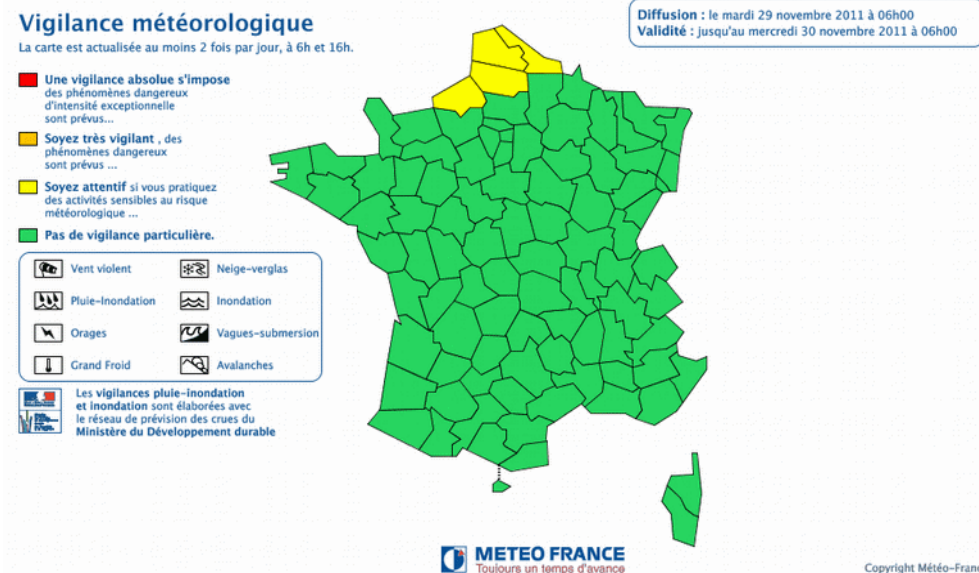 Vigilance météorologique
La carte est actualisée au moins 2 fois par jour, à 6h et 16h.
Diffusion : le mardi 29 novembre 2011 à 06h00
Validité : jusqu'au mercredi 30 novembre 2011 à 06h00
Une vigilance absolue s'impose
des phénomènes dangereux
d'intensité exceptionnelle
sont prévus...
Soyez très vigilant , des
phénomènes dangereux
sont prévus ...
Soyez attentif si vous pratiquez
des activités sensibles au risque
météorologique ...
Pas de vigilance particulière.
Vent violent
Neige-verglas
Pluie-Inondation
Inondation
Orages
Vagues-submersion
Grand Froid
Avalanches
Les vigilances pluie-inondation
et inondation sont élaborées avec
le réseau de prévision des crues du
Ministère du Développement durable
METEO FRANCE
Toujours un temps d'avance
Copyright Météo-Franc